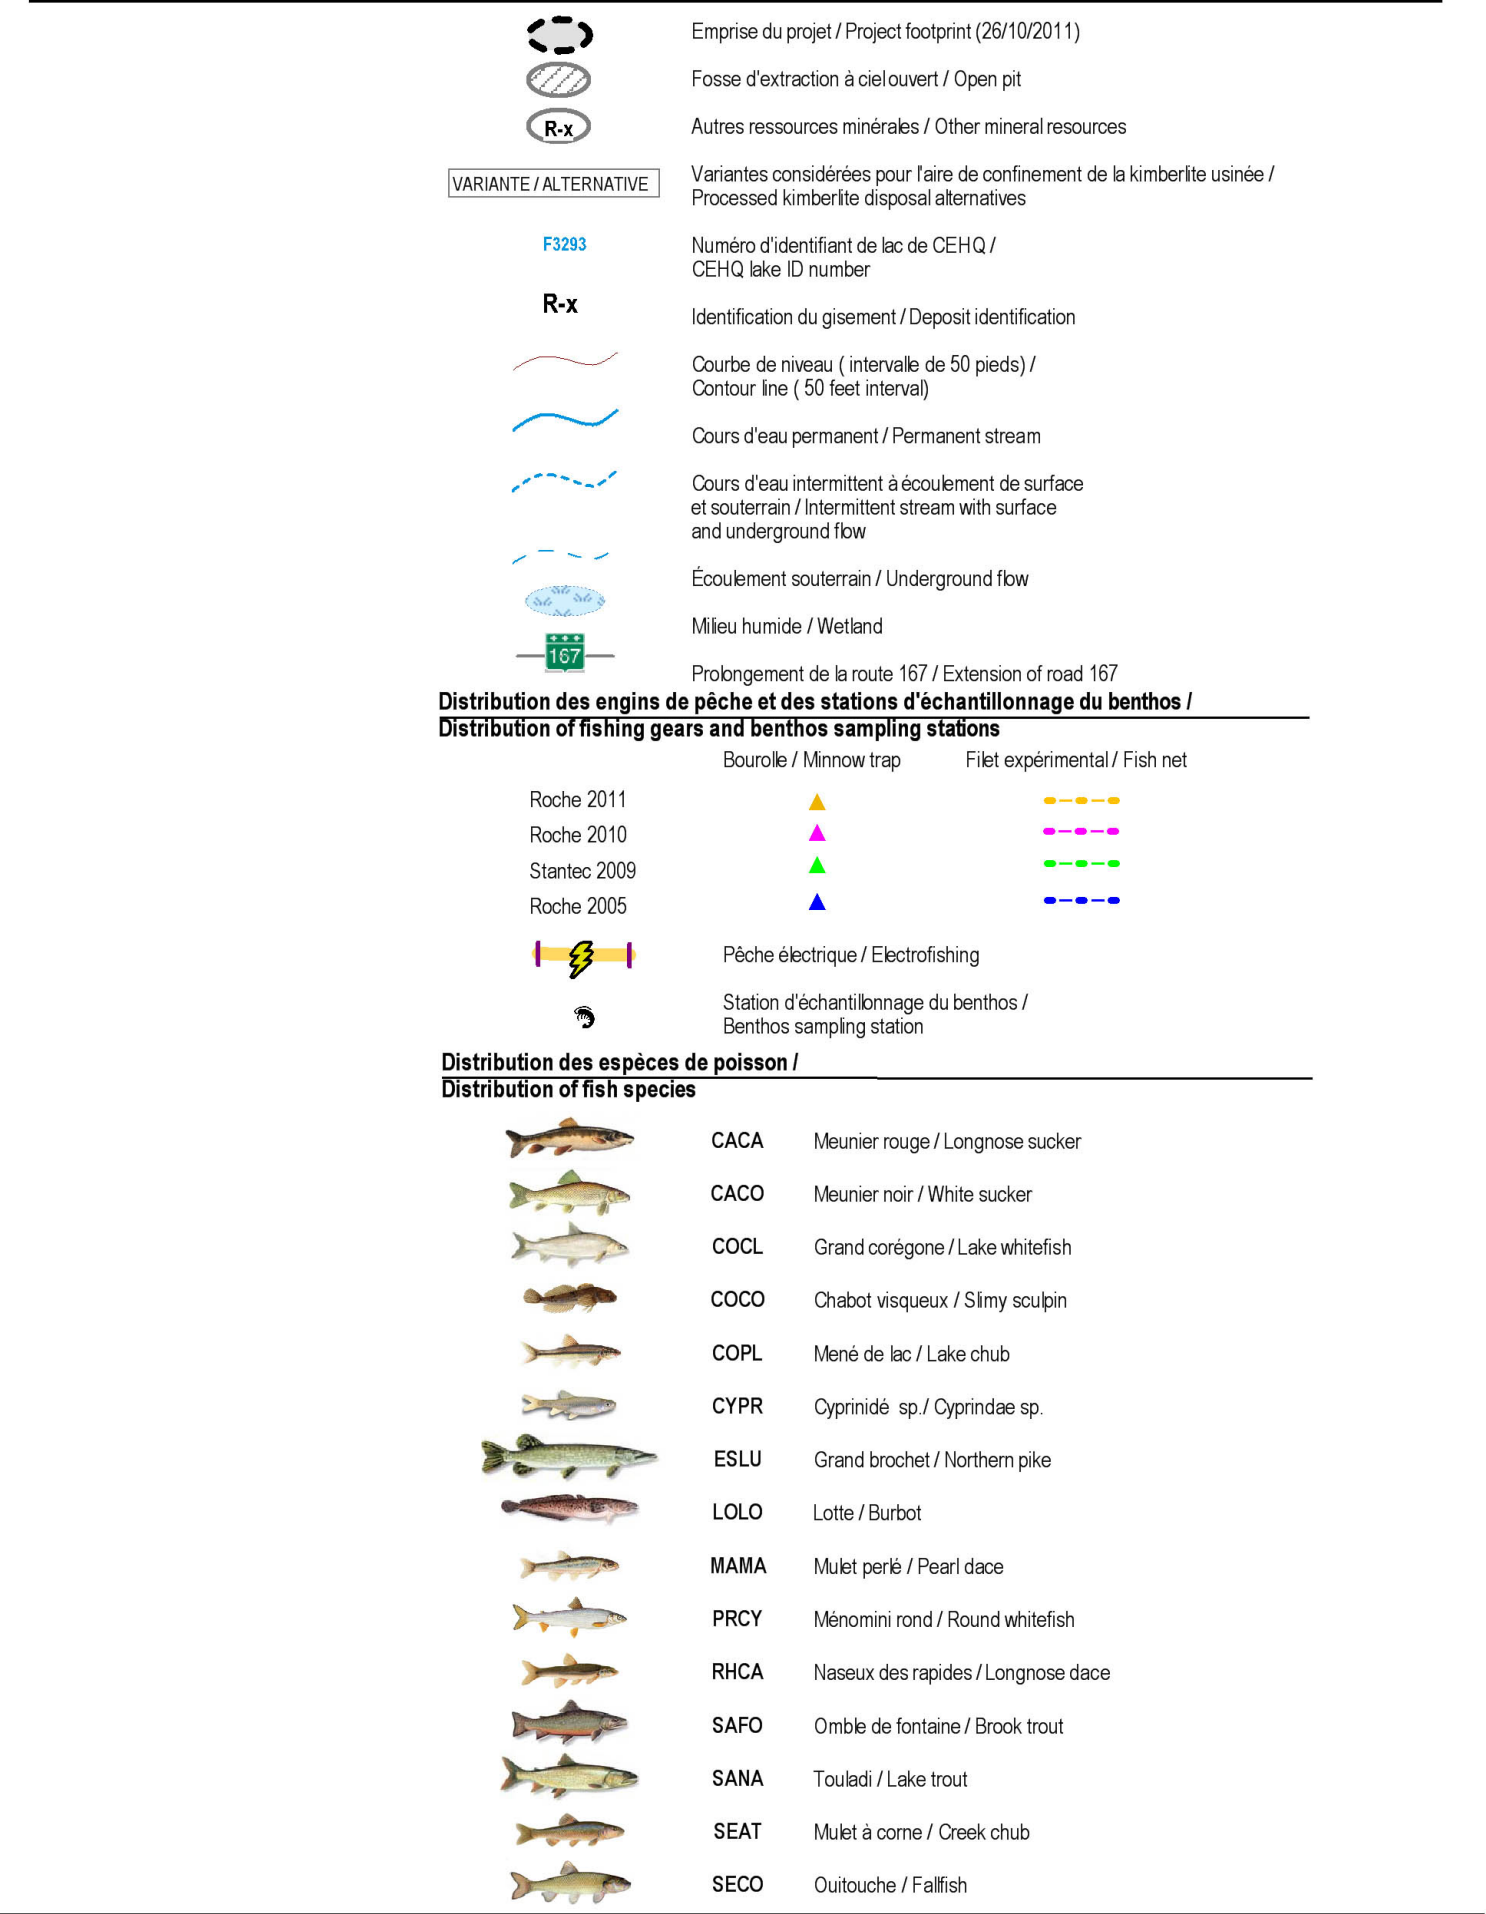 Emprise du projet / Project footprint (26/10/2011)
Fosse d'extraction à ciel ouvert / Open pit
R-x
Autres ressources minérales / Other mineral resources
VARIANTE / ALTERNATIVE
Variantes considérées pour l'aire de confinement de la kimberlite usinée /
Processed kimberlite disposal alternatives
F3293
Numéro d'identifiant de lac de CEHQ /
CEHQ lake ID number
R-x
Identification du gisement / Deposit identification
Courbe de niveau ( intervalle de 50 pieds) /
Contour line ( 50 feet interval)
Cours d'eau permanent / Permanent stream
Cours d'eau intermittent à écoulement de surface
et souterrain / Intermittent stream with surface
and underground flow
Écoulement souterrain / Underground flow
Milieu humide / Wetland
167
Prolongement de la route 167 / Extension of road 167
Distribution des engins de pêche et des stations d'échantillonnage du benthos /
Distribution of fishing gears and benthos sampling stations
Bourolle / Minnow trap Filet expérimental / Fish net
Roche 2011
Roche 2010
Stantec 2009
Roche 2005
Pêche électrique / Electrofishing
Station d'échantillonnage du benthos /
Benthos sampling station
Distribution des espèces de poisson /
Distribution of fish species
CACA Meunier rouge / Longnose sucker
CACO Meunier noir / White sucker
COCL Grand corégone / Lake whitefish
COCO Chabot visqueux / Slimy sculpin
COPL Mené de lac / Lake chub
CYPR Cyprinidé sp./ Cyprindae sp.
ESLU Grand brochet / Northern pike
LOLO Lotte / Burbot
MAMA Mulet perlé / Pearl dace
PRCY Ménomini rond / Round whitefish
RHCA Naseux des rapides / Longnose dace
SAFO Omble de fontaine / Brook trout
SANA Touladi / Lake trout
SEAT Mulet à corne / Creek chub
SECO Ouitouche / Fallfish